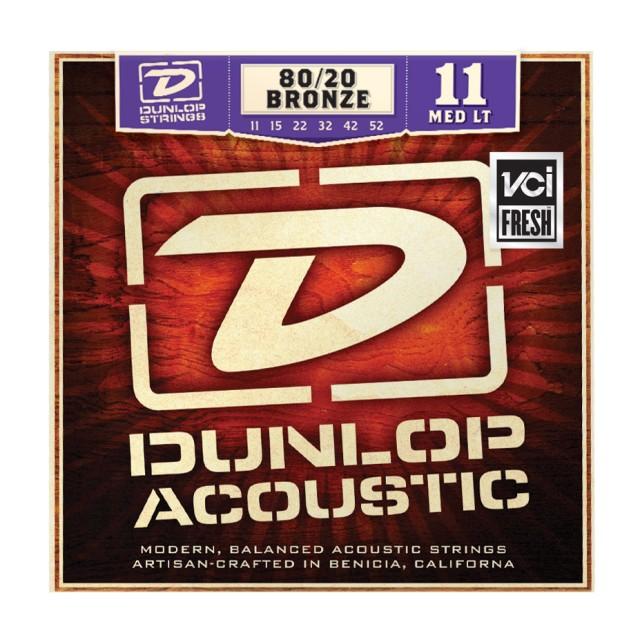 DUNLOP
STRINGS
80/20
BRONZE
11 15 22 32 42 52
11
MED LT
VCi
FRESH
DUNLOP
ACOUSTIC
MODERN, BALANCED ACOUSTIC STRINGS
ARTISAN-CRAFTED IN BENICIA, CALIFORNA